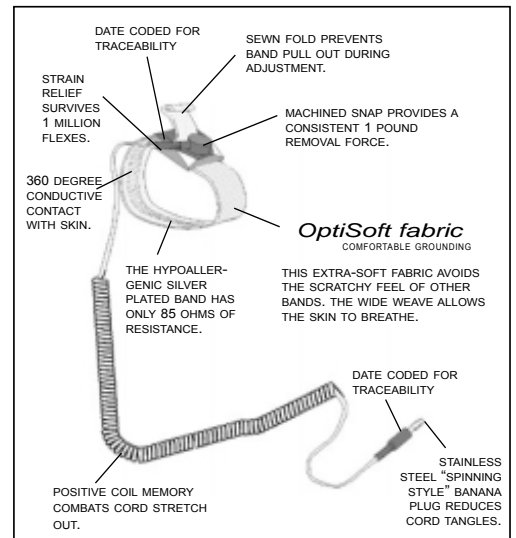 DATE CODED FOR
TRACEABILITY
SEWN FOLD PREVENTS
BAND PULL OUT DURING
ADJUSTMENT.
STRAIN
RELIEF
SURVIVES
1 MILLION
FLEXES.
MACHINED SNAP PROVIDES A
CONSISTENT 1 POUND
REMOVAL FORCE.
360 DEGREE
CONDUCTIVE
CONTACT
WITH SKIN.
OptiSoft fabric
COMFORTABLE GROUNDING
THE HYPOALLER-
GENIC SILVER
PLATED BAND HAS
ONLY 85 OHMS OF
RESISTANCE.
THIS EXTRA-SOFT FABRIC AVOIDS
THE SCRATCHY FEEL OF OTHER
BANDS. THE WIDE WEAVE ALLOWS
THE SKIN TO BREATHE.
DATE CODED FOR
TRACEABILITY
POSITIVE COIL MEMORY
COMBATS CORD STRETCH
OUT.
STAINLESS
STEEL “SPINNING
STYLE” BANANA
PLUG REDUCES
CORD TANGLES.